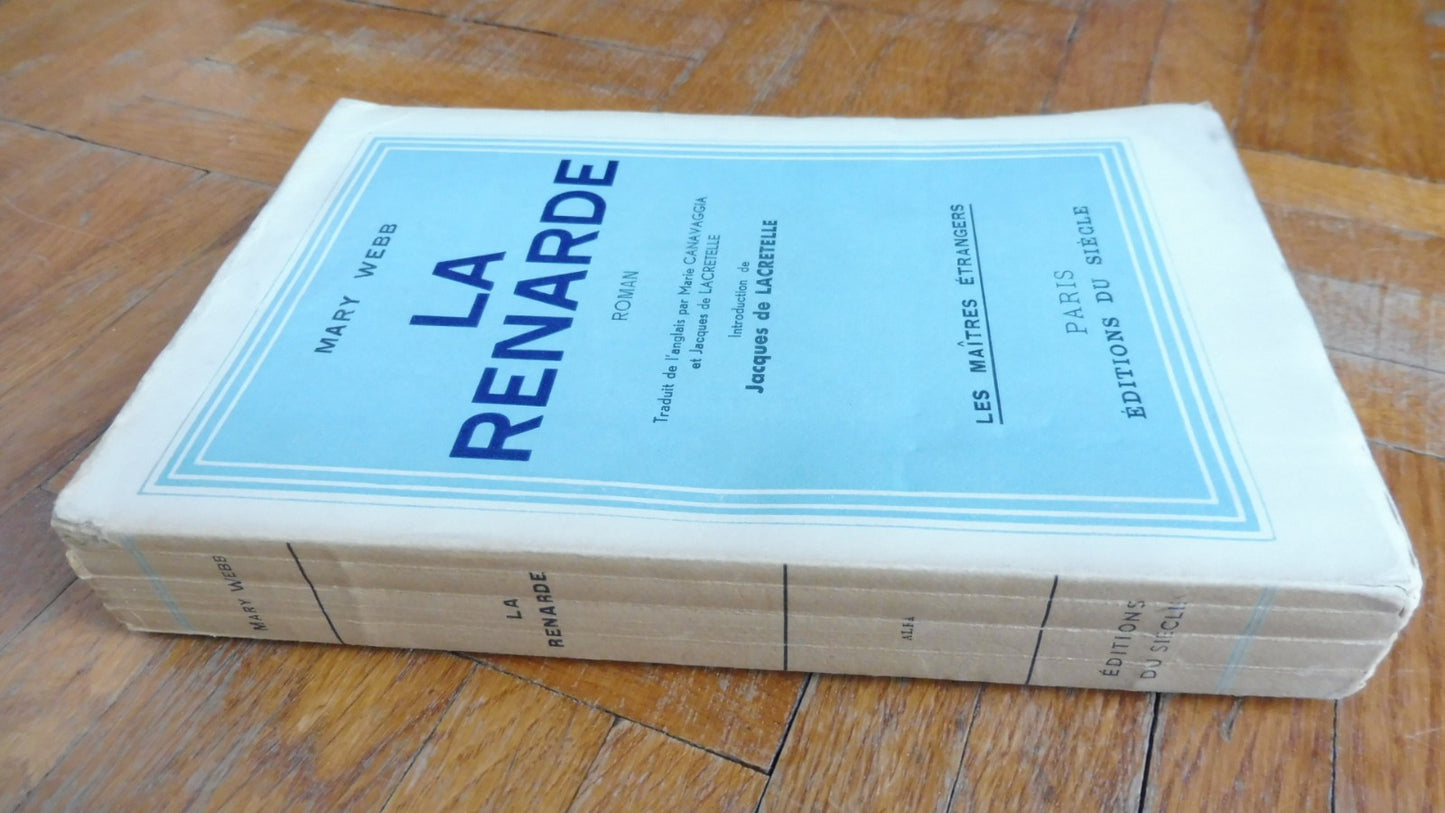 MARY WEBB
LA
RENARDE
ROMAN
Traduit de l'anglais par Marie CANAVAGGIA
et Jacques de LACRETELLE
Introduction de
Jacques de LACRETELLE
LES MAÎTRES ÉTRANGERS
PARIS
ÉDITIONS DU SIÈCLE
MARY WEBB
LA
RENARDE
ALFA
ÉDITIONS
DU SIÈCLE